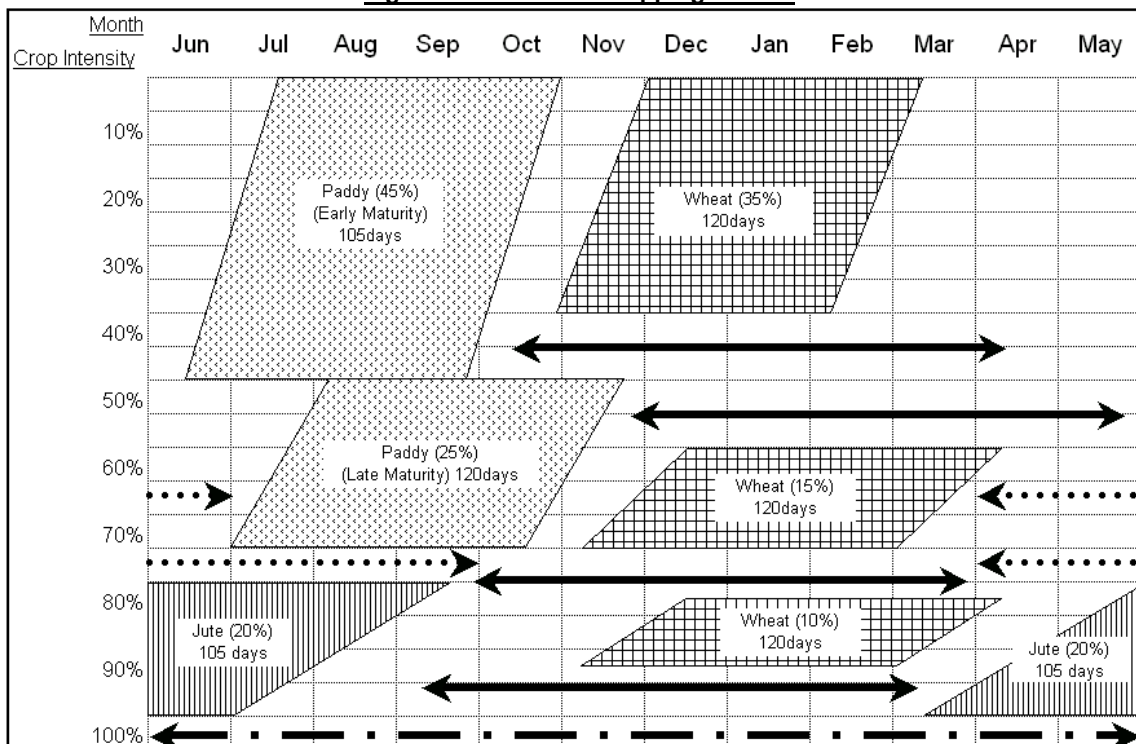 Month
Crop Intensity
Jun Jul Aug Sep Oct Nov Dec Jan Feb Mar Apr May
10%
20%
30%
40%
50%
60%
70%
80%
90%
100%
Paddy (45%)
(Early Maturity)
105days
Wheat (35%)
120days
Paddy (25%)
(Late Maturity) 120days
Wheat (15%)
120days
Jute (20%)
105 days
Wheat (10%)
120days
Jute (20%)
105 days